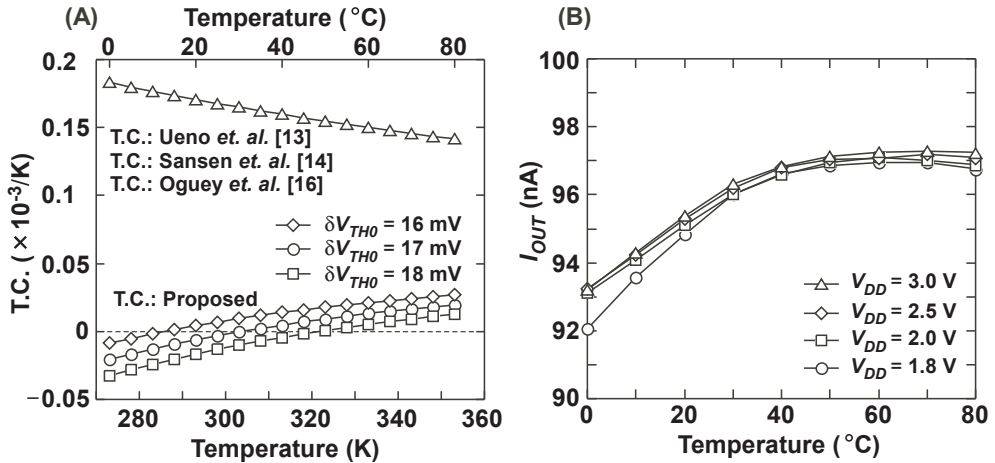 (A)
Temperature (°C)
0 20 40 60 80
0.2
0.15
0.1
0.05
0
−0.05
T.C. (×10⁻³/K)
T.C.: Ueno et. al. [13]
T.C.: Sansen et. al. [14]
T.C.: Oguey et. al. [16]
δV_TH0 = 16 mV
δV_TH0 = 17 mV
δV_TH0 = 18 mV
T.C.: Proposed
280 300 320 340 360
Temperature (K)
(B)
100
98
96
94
92
90
I_OUT (nA)
V_DD = 3.0 V
V_DD = 2.5 V
V_DD = 2.0 V
V_DD = 1.8 V
0 20 40 60 80
Temperature (°C)